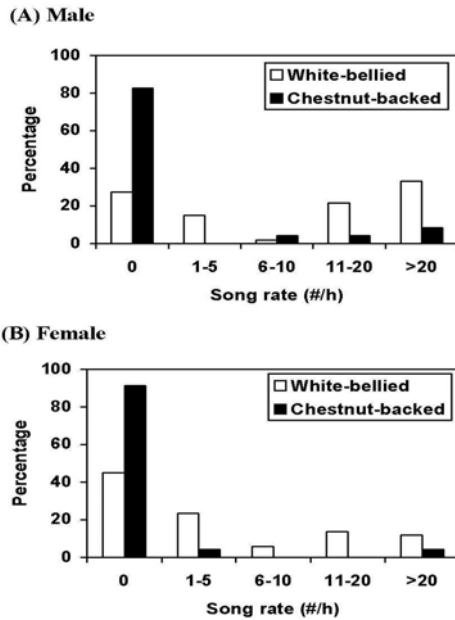 (A) Male
100
80
60
40
20
0
Percentage
White-bellied
Chestnut-backed
0 1-5 6-10 11-20 >20
Song rate (#/h)
(B) Female
100
80
60
40
20
0
Percentage
White-bellied
Chestnut-backed
0 1-5 6-10 11-20 >20
Song rate (#/h)